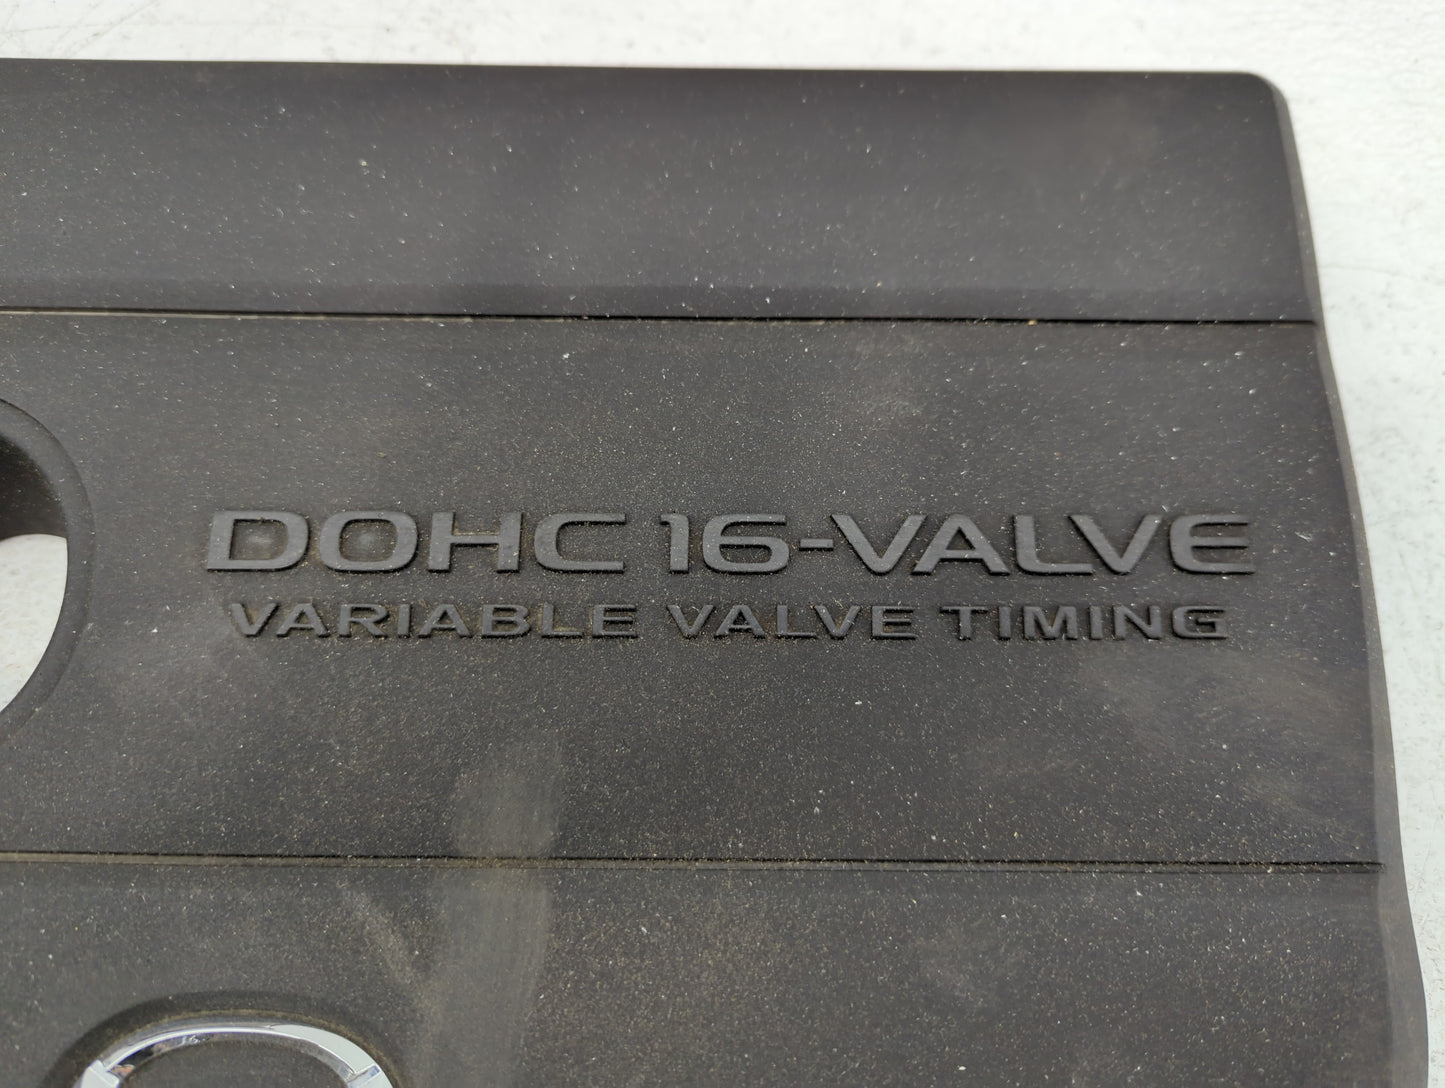 DOHC 16-VALVE
VARIABLE VALVE TIMING